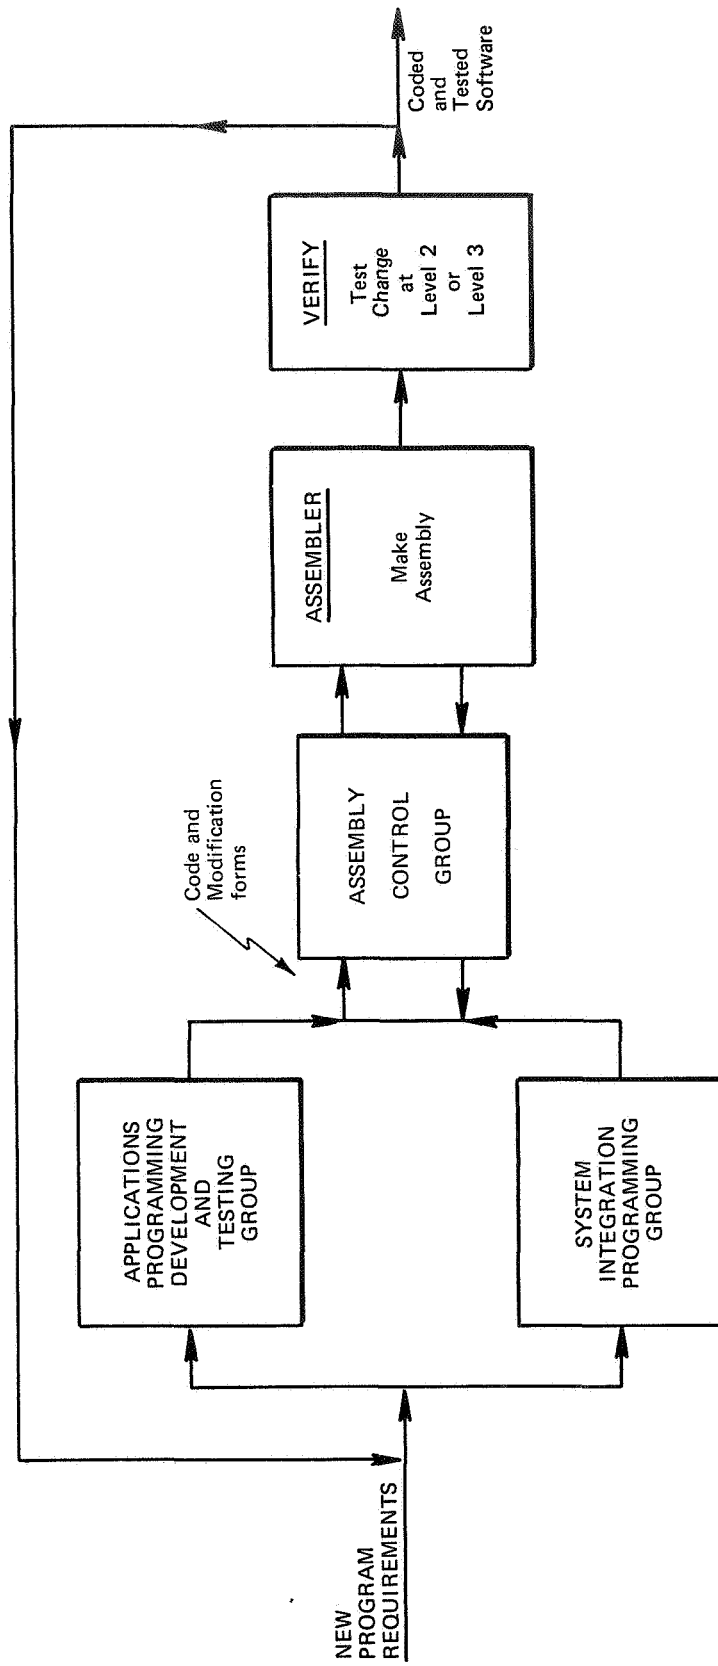 NEW
PROGRAM
REQUIREMENTS
APPLICATIONS
PROGRAMMING
DEVELOPMENT
AND
TESTING
GROUP
SYSTEM
INTEGRATION
PROGRAMMING
GROUP
Code and
Modification
forms
ASSEMBLY
CONTROL
GROUP
ASSEMBLER
Make
Assembly
VERIFY
Test
Change
at
Level 2
or
Level 3
Coded
and
Tested
Software